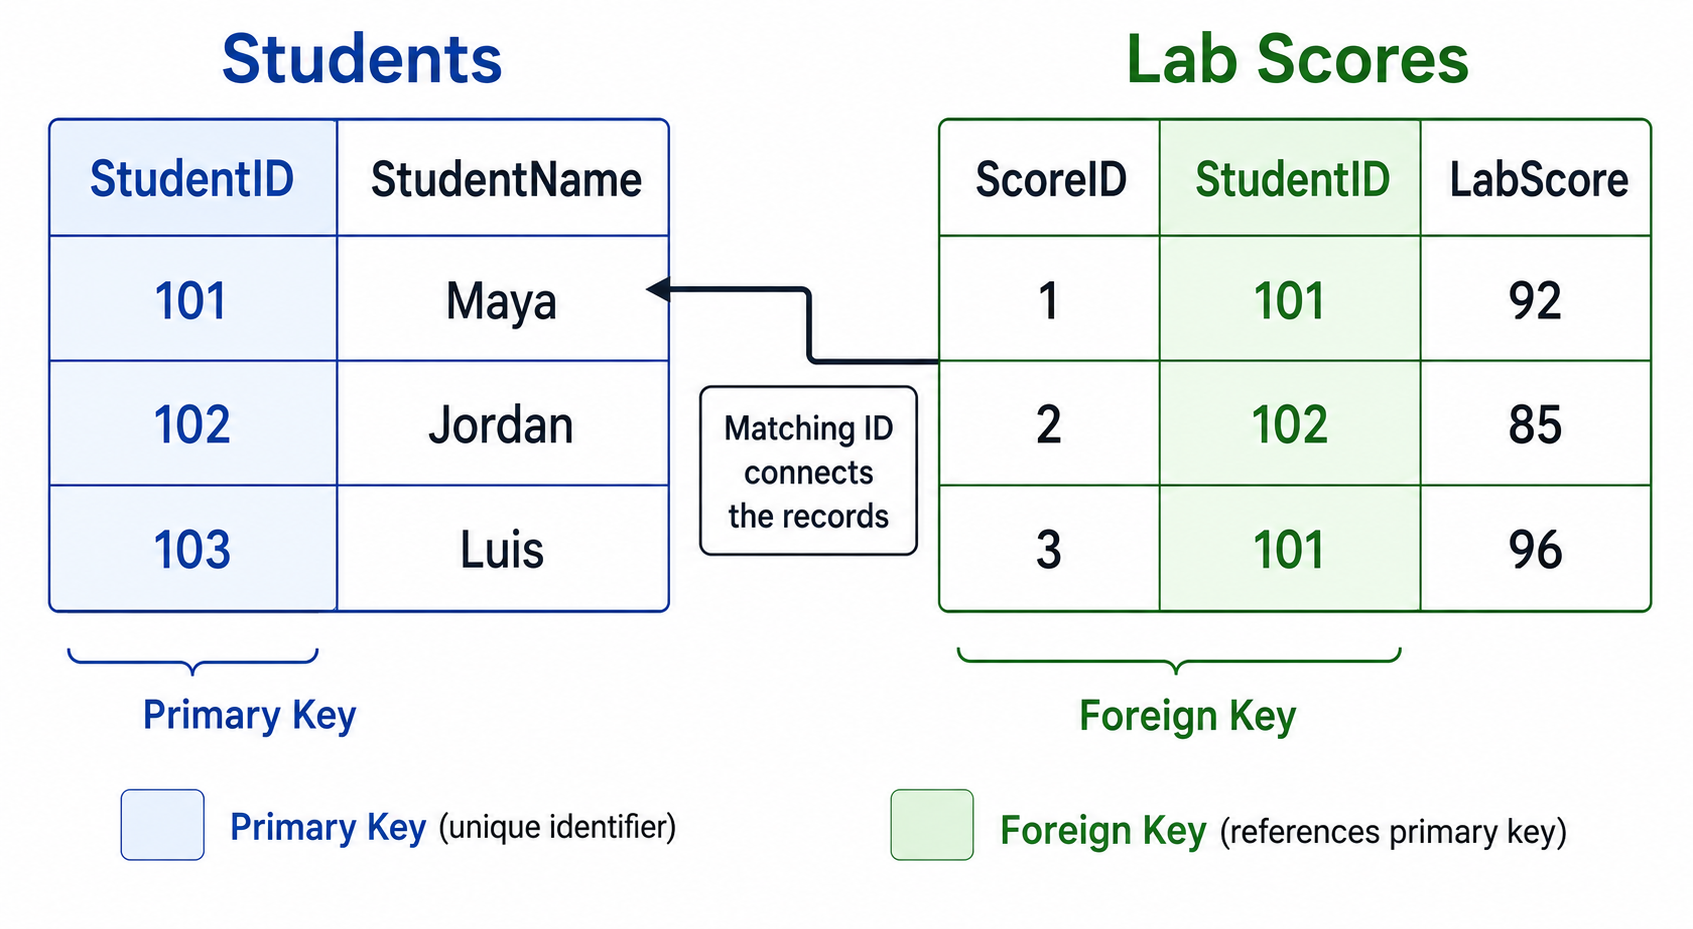 Students
StudentID StudentName
101 Maya
102 Jordan
103 Luis
Primary Key
Matching ID
connects
the records
Lab Scores
ScoreID StudentID LabScore
1 101 92
2 102 85
3 101 96
Foreign Key
Primary Key (unique identifier)
Foreign Key (references primary key)